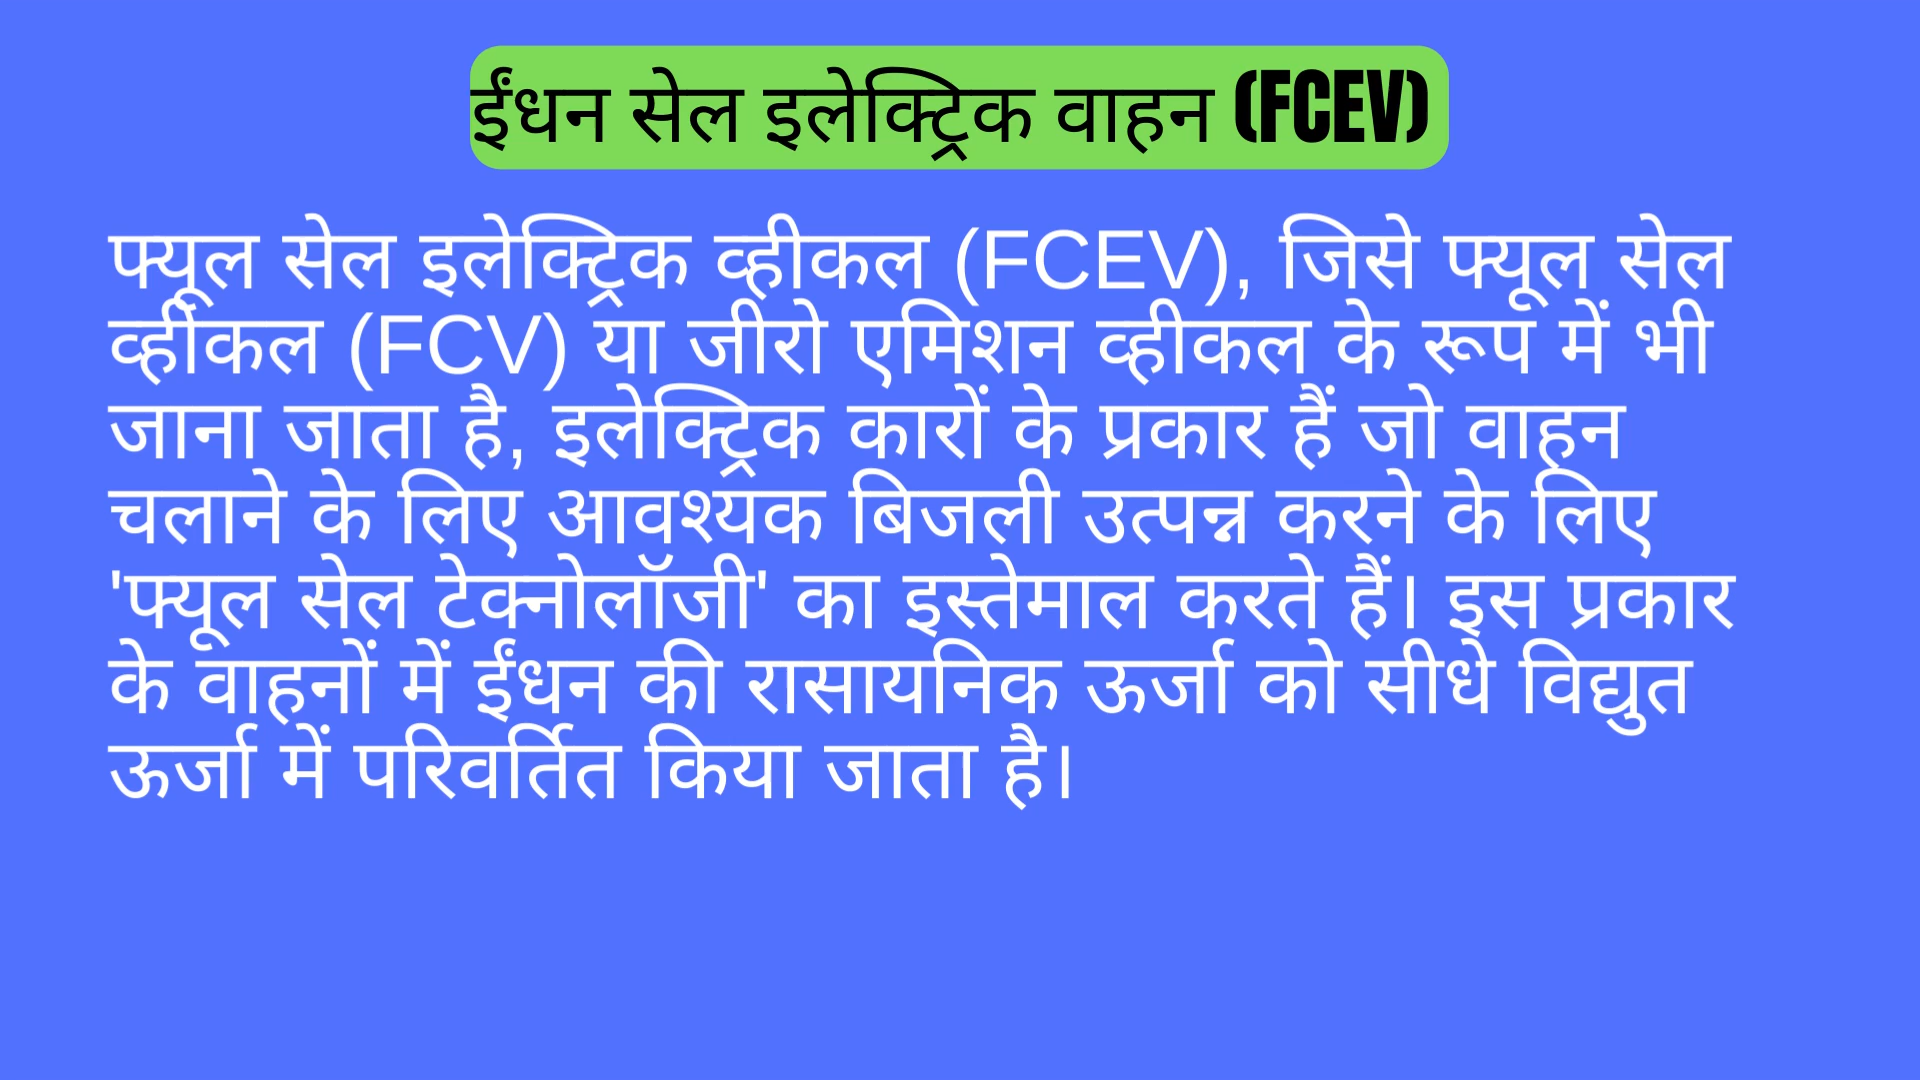 ईंधन सेल इलेक्ट्रिक वाहन (FCEV)
फ्यूल सेल इलेक्ट्रिक व्हीकल (FCEV), जिसे फ्यूल सेल
व्हीकल (FCV) या जीरो एमिशन व्हीकल के रूप में भी
जाना जाता है, इलेक्ट्रिक कारों के प्रकार हैं जो वाहन
चलाने के लिए आवश्यक बिजली उत्पन्न करने के लिए
'फ्यूल सेल टेक्नोलॉजी' का इस्तेमाल करते हैं। इस प्रकार
के वाहनों में ईंधन की रासायनिक ऊर्जा को सीधे विद्युत
ऊर्जा में परिवर्तित किया जाता है।